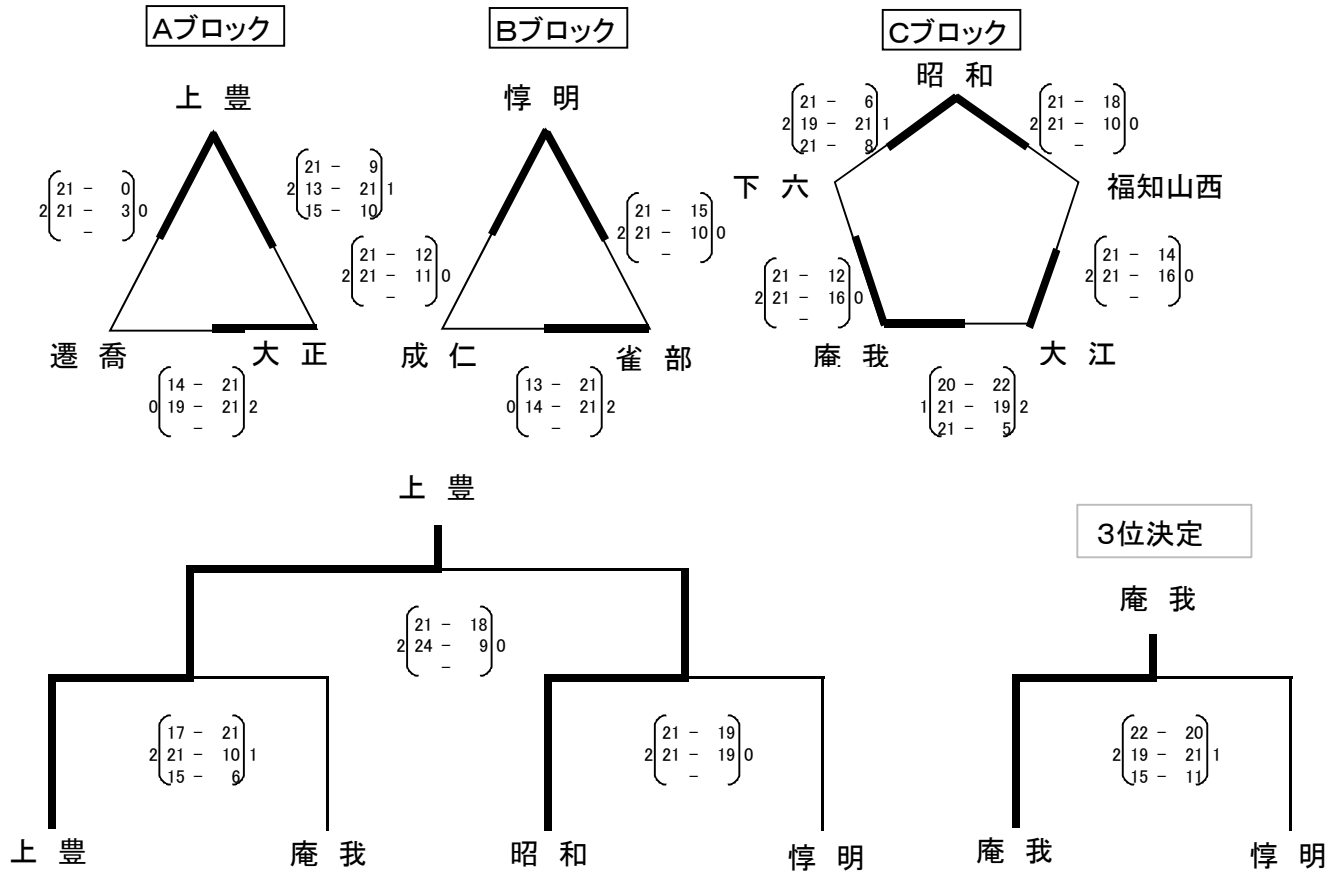 Aブロック
Bブロック
Cブロック
上 豊
惇 明
昭 和
21 - 0
2 21 - 3 0
-
21 - 9
2 13 - 21 1
15 - 10
21 - 12
2 21 - 11 0
-
21 - 15
2 21 - 10 0
-
21 - 6
2 19 - 21 1
21 - 8
21 - 18
2 21 - 10 0
-
下 六
福知山西
21 - 12
2 21 - 16 0
-
21 - 14
2 21 - 16 0
-
遷 喬
大 正
成 仁
雀 部
庵 我
大 江
14 - 21
0 19 - 21 2
-
13 - 21
0 14 - 21 2
-
20 - 22
1 21 - 19 2
21 - 5
上 豊
21 - 18
2 24 - 9 0
-
17 - 21
2 21 - 10 1
15 - 6
21 - 19
2 21 - 19 0
-
上 豊
庵 我
昭 和
惇 明
3位決定
庵 我
22 - 20
2 19 - 21 1
15 - 11
庵 我
惇 明